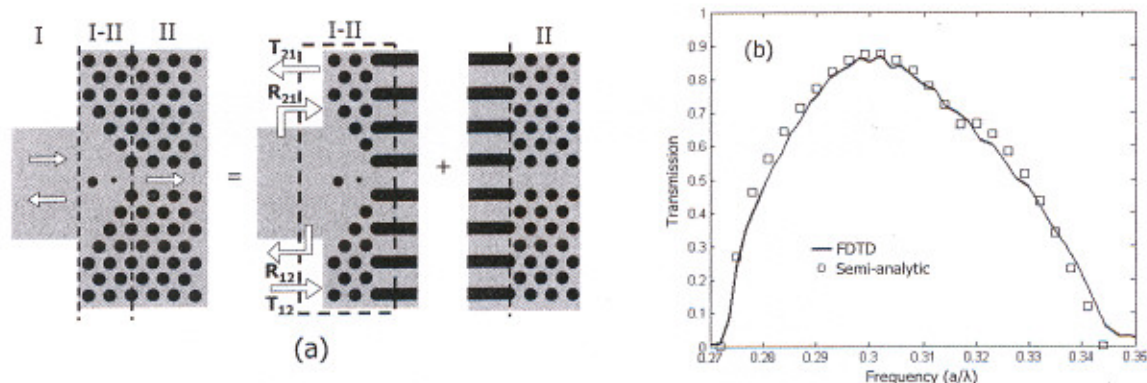 I
I-II
II
T21
R21
R12
T12
=
I-II
+
II
(a)
(b)
Transmission
1
0.9
0.8
0.7
0.6
0.5
0.4
0.3
0.2
0.1
0
FDTD
Semi-analytic
0.27 0.28 0.29 0.3 0.31 0.32 0.33 0.34 0.35
Frequency (a/λ)